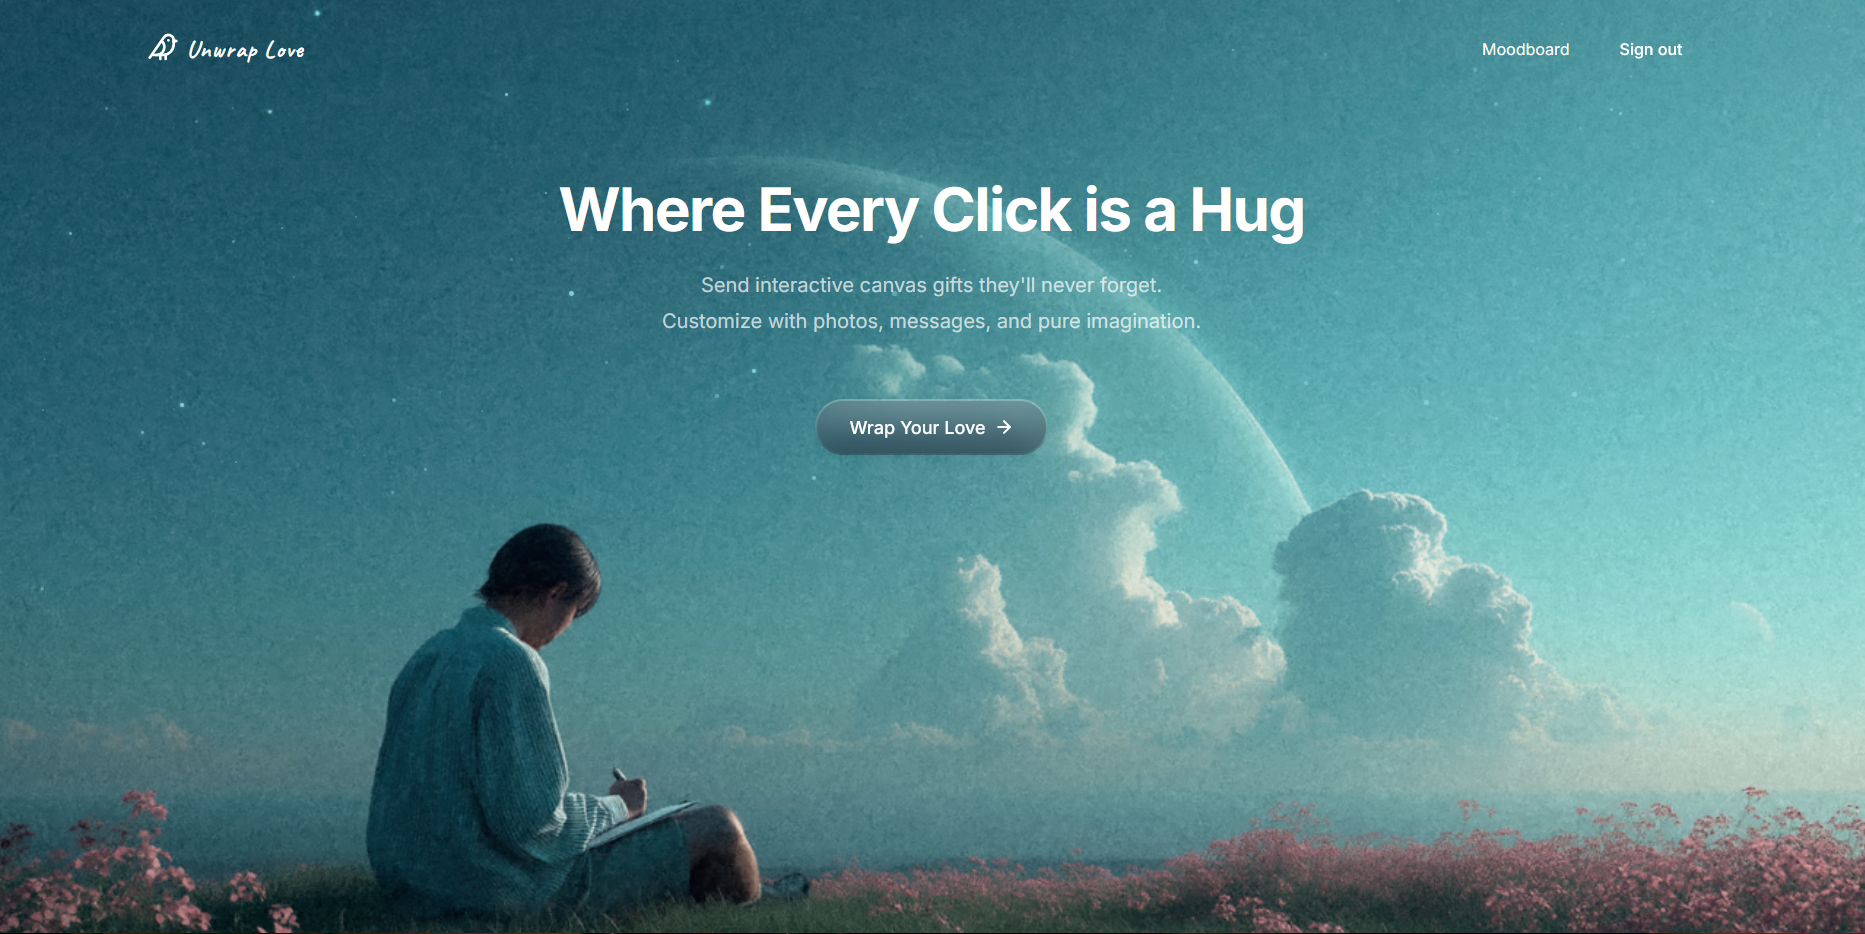 Unwrap Love
Moodboard
Sign out
Where Every Click is a Hug
Send interactive canvas gifts they'll never forget.
Customize with photos, messages, and pure imagination.
Wrap Your Love →